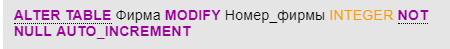 ALTER TABLE Фирма MODIFY Номер_фирмы INTEGER NOT
NULL AUTO_INCREMENT